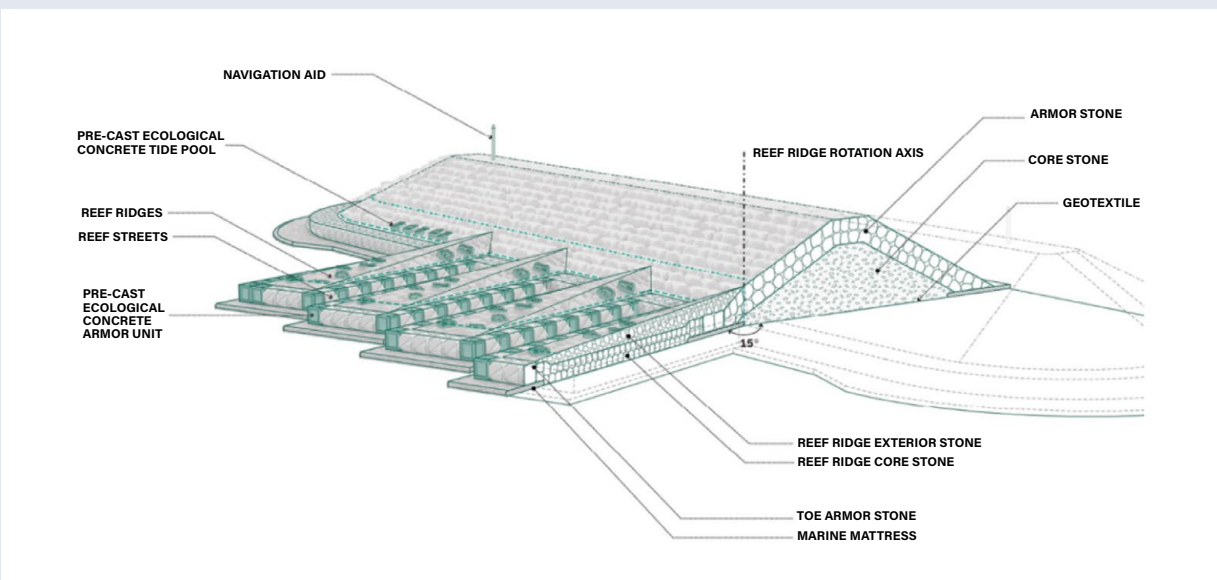 NAVIGATION AID
ARMOR STONE
PRE-CAST ECOLOGICAL
CONCRETE TIDE POOL
REEF RIDGE ROTATION AXIS
CORE STONE
GEOTEXTILE
REEF RIDGES
REEF STREETS
PRE-CAST
ECOLOGICAL
CONCRETE
ARMOR UNIT
15°
REEF RIDGE EXTERIOR STONE
REEF RIDGE CORE STONE
TOE ARMOR STONE
MARINE MATTRESS